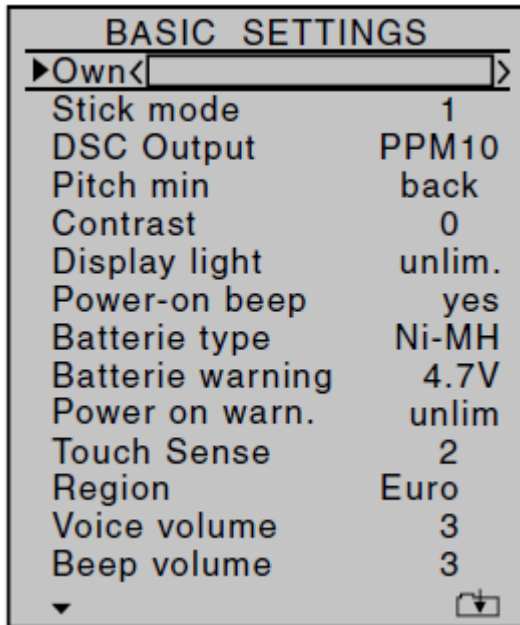 BASIC SETTINGS
Own< >
Stick mode 1
DSC Output PPM10
Pitch min back
Contrast 0
Display light unlim.
Power-on beep yes
Batterie type Ni-MH
Batterie warning 4.7V
Power on warn. unlim
Touch Sense 2
Region Euro
Voice volume 3
Beep volume 3